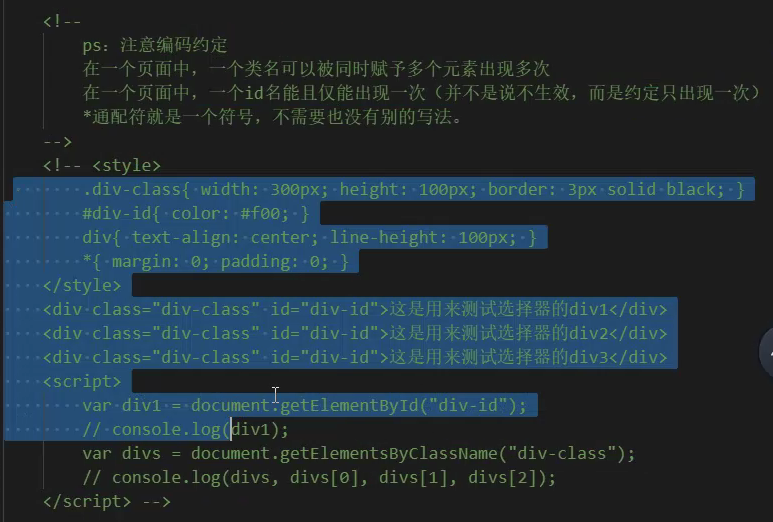 <!--
ps：注意编码约定
在一个页面中，一个类名可以被同时赋予多个元素出现多次
在一个页面中，一个id名能且仅能出现一次（并不是说不生效，而是约定只出现一次）
*通配符就是一个符号，不需要也没有别的写法。
-->
<!-- <style>
.div-class{ width: 300px; height: 100px; border: 3px solid black; }
#div-id{ color: #f00; }
div{ text-align: center; line-height: 100px; }
*{ margin: 0; padding: 0; }
</style>
<div class="div-class" id="div-id">这是用来测试选择器的div1</div>
<div class="div-class" id="div-id">这是用来测试选择器的div2</div>
<div class="div-class" id="div-id">这是用来测试选择器的div3</div>
<script>
var div1 = document.getElementById("div-id");
// console.log(div1);
var divs = document.getElementsByClassName("div-class");
// console.log(divs, divs[0], divs[1], divs[2]);
</script> -->